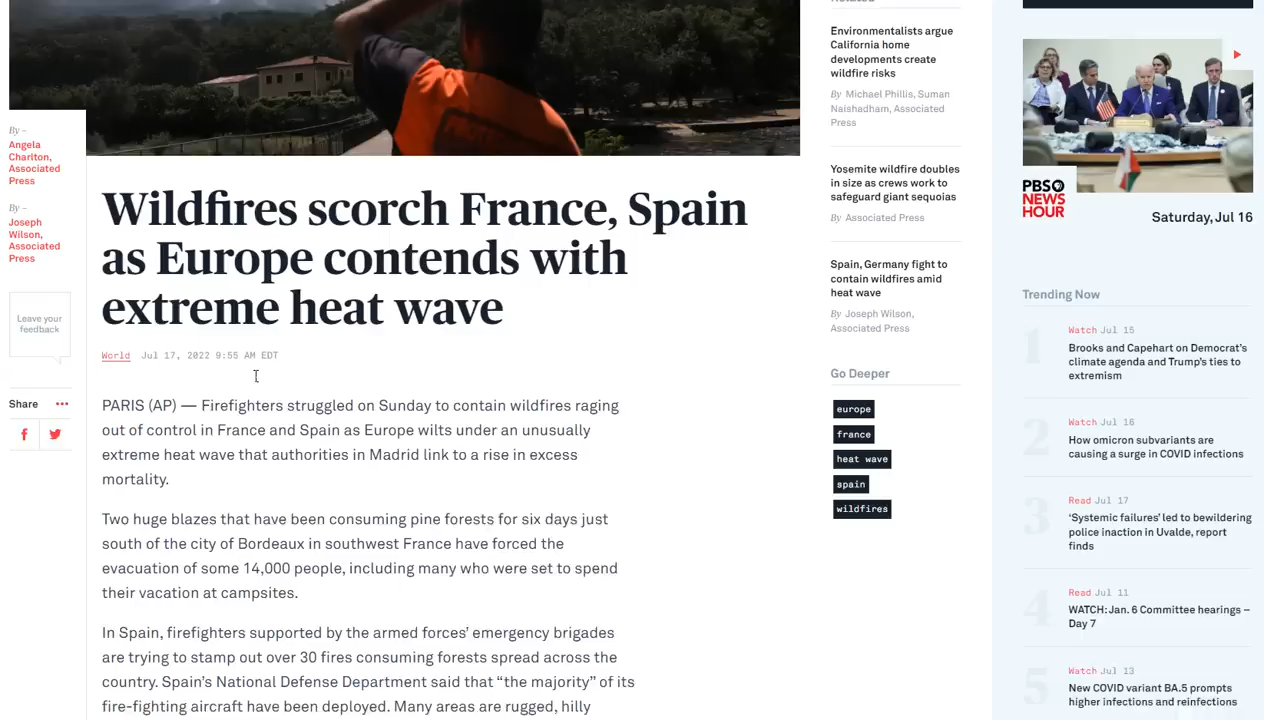 By —
Angela
Charlton,
Associated
Press
By —
Joseph
Wilson,
Associated
Press
Leave your
feedback
Share
Wildfires scorch France, Spain
as Europe contends with
extreme heat wave
World Jul 17, 2022 9:55 AM EDT
PARIS (AP) — Firefighters struggled on Sunday to contain wildfires raging
out of control in France and Spain as Europe wilts under an unusually
extreme heat wave that authorities in Madrid link to a rise in excess
mortality.
Two huge blazes that have been consuming pine forests for six days just
south of the city of Bordeaux in southwest France have forced the
evacuation of some 14,000 people, including many who were set to spend
their vacation at campsites.
In Spain, firefighters supported by the armed forces’ emergency brigades
are trying to stamp out over 30 fires consuming forests spread across the
country. Spain’s National Defense Department said that “the majority” of its
fire-fighting aircraft have been deployed. Many areas are rugged, hilly
Related
Environmentalists argue
California home
developments create
wildfire risks
By Michael Phillis, Suman
Naishadham, Associated
Press
Yosemite wildfire doubles
in size as crews work to
safeguard giant sequoias
By Associated Press
Spain, Germany fight to
contain wildfires amid
heat wave
By Joseph Wilson,
Associated Press
Go Deeper
europe
france
heat wave
spain
wildfires
PBS
NEWS
HOUR
Saturday, Jul 16
Trending Now
1
Watch Jul 15
Brooks and Capehart on Democrat’s
climate agenda and Trump’s ties to
extremism
2
Watch Jul 16
How omicron subvariants are
causing a surge in COVID infections
3
Read Jul 17
‘Systemic failures’ led to bewildering
police inaction in Uvalde, report
finds
4
Read Jul 11
WATCH: Jan. 6 Committee hearings –
Day 7
5
Watch Jul 13
New COVID variant BA.5 prompts
higher infections and reinfections